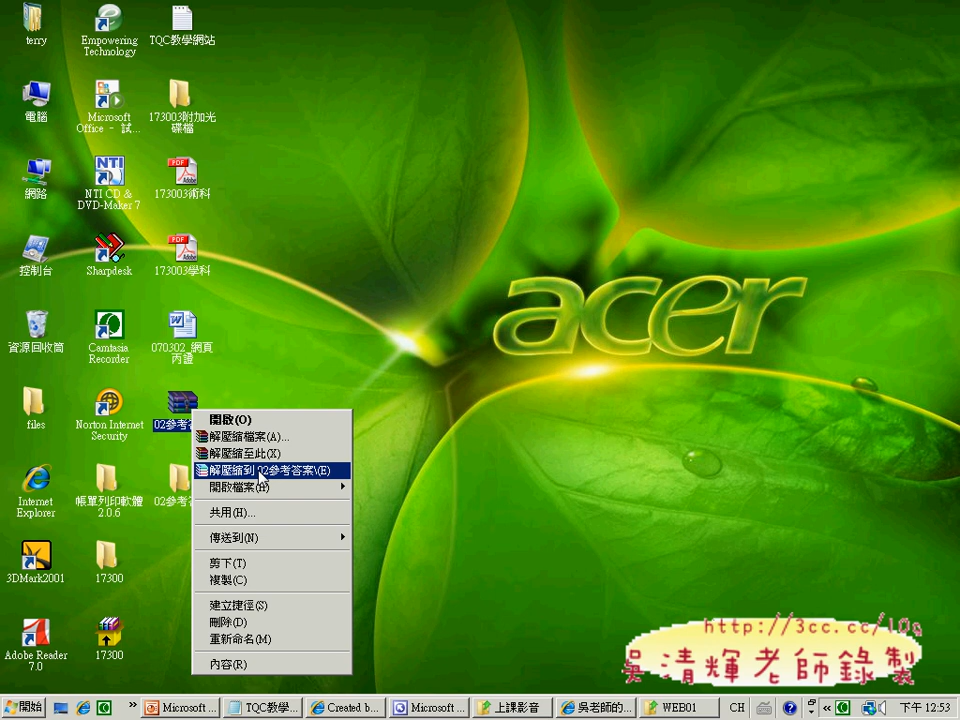 terry
Empowering
Technology
TQC教學網站
電腦
Microsoft
Office - 試...
173003附加光
碟檔
網路
NTI CD &
DVD-Maker 7
173003術科
控制台
Sharpdesk
173003學科
資源回收筒
Camtasia
Recorder
070302_網頁
丙證
files
Norton Internet
Security
02參考
Internet
Explorer
帳單列印軟體
2.0.6
02參考
3DMark2001
17300
Adobe Reader
7.0
17300
開啟(O)
解壓縮檔案(A)...
解壓縮至此(X)
解壓縮到 02參考答案\(E)
開啟檔案(H)
共用(H)...
傳送到(N)
剪下(T)
複製(C)
建立捷徑(S)
刪除(D)
重新命名(M)
內容(R)
acer
http://3cc.cc/10a
吳清輝老師錄製
開始
Microsoft ...
TQC教學...
Created b...
Microsoft ...
上課影音
吳老師的...
WEB01
CH
下午 12:53